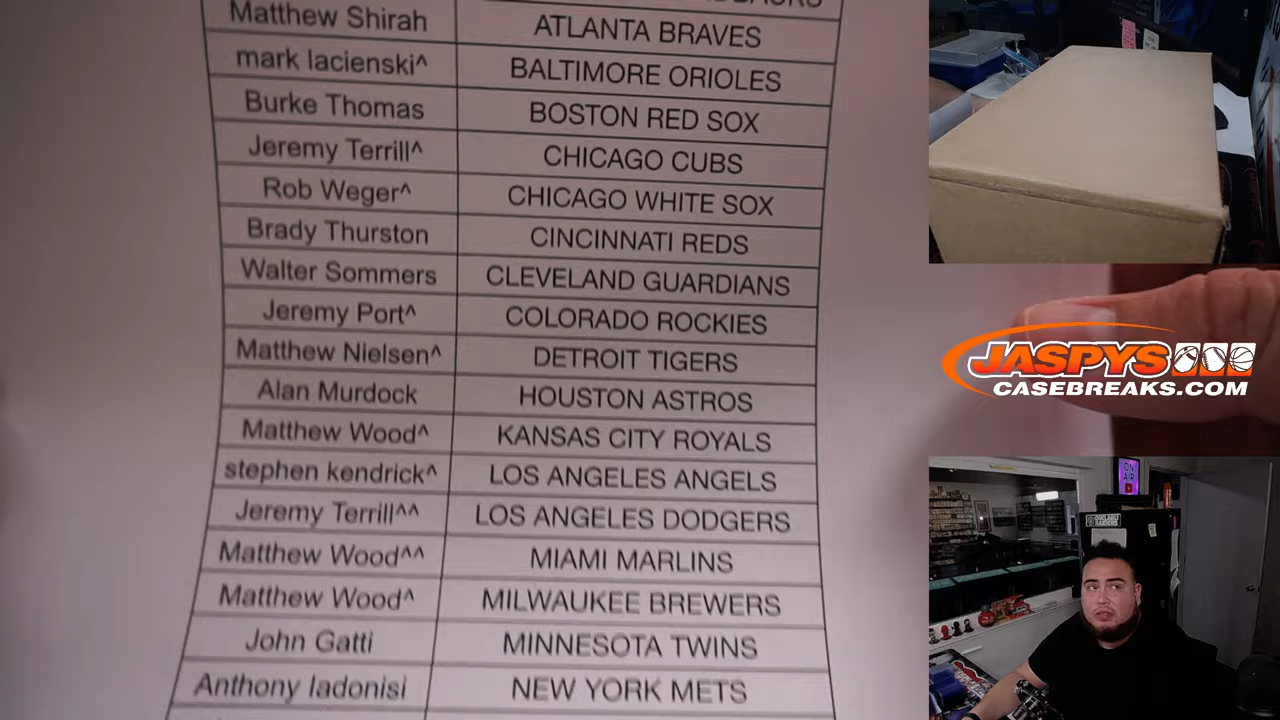 Matthew Shirah ATLANTA BRAVES
mark lacienski^ BALTIMORE ORIOLES
Burke Thomas BOSTON RED SOX
Jeremy Terrill^ CHICAGO CUBS
Rob Weger^ CHICAGO WHITE SOX
Brady Thurston CINCINNATI REDS
Walter Sommers CLEVELAND GUARDIANS
Jeremy Port^ COLORADO ROCKIES
Matthew Nielsen^ DETROIT TIGERS
Alan Murdock HOUSTON ASTROS
Matthew Wood^ KANSAS CITY ROYALS
stephen kendrick^ LOS ANGELES ANGELS
Jeremy Terrill^^ LOS ANGELES DODGERS
Matthew Wood^^ MIAMI MARLINS
Matthew Wood^ MILWAUKEE BREWERS
John Gatti MINNESOTA TWINS
Anthony Iadonisi NEW YORK METS
JASPYS
CASEBREAKS.COM
ON
AIR
OAKLAND
RAIDERS